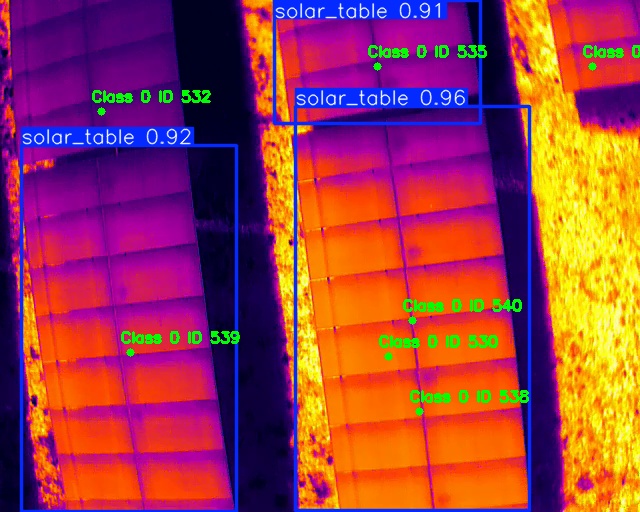 solar_table 0.91
Class 0 ID 535
Class 0
Class 0 ID 532
solar_table 0.96
solar_table 0.92
Class 0 ID 540
Class 0 ID 539
Class 0 ID 530
Class 0 ID 538